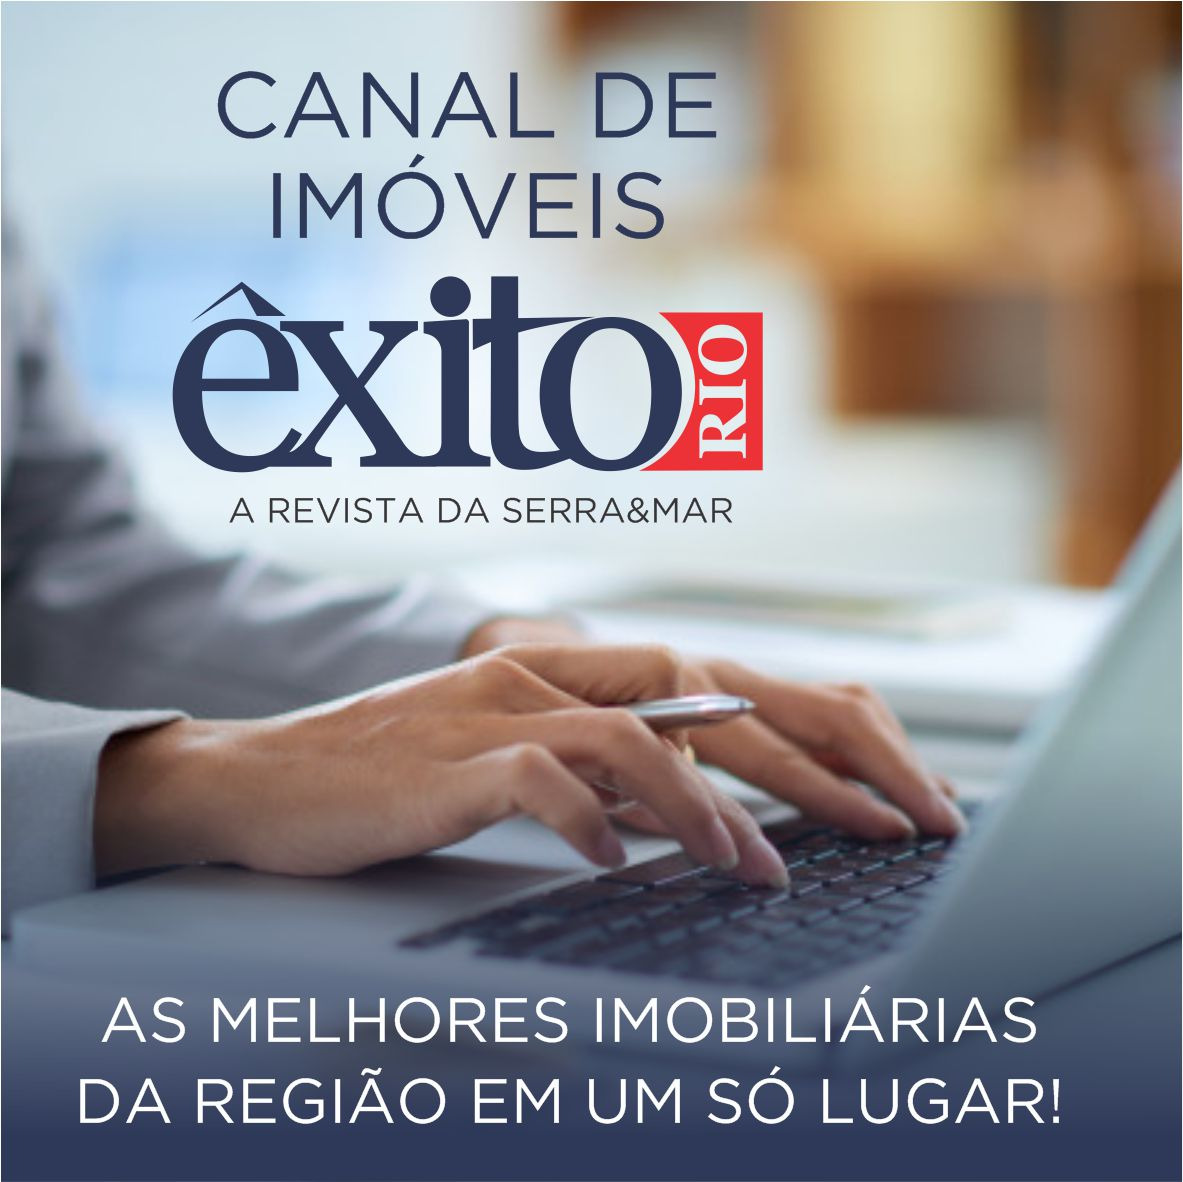 CANAL DE
IMÓVEIS
êxito RIO
A REVISTA DA SERRA&MAR
AS MELHORES IMOBILIÁRIAS
DA REGIÃO EM UM SÓ LUGAR!